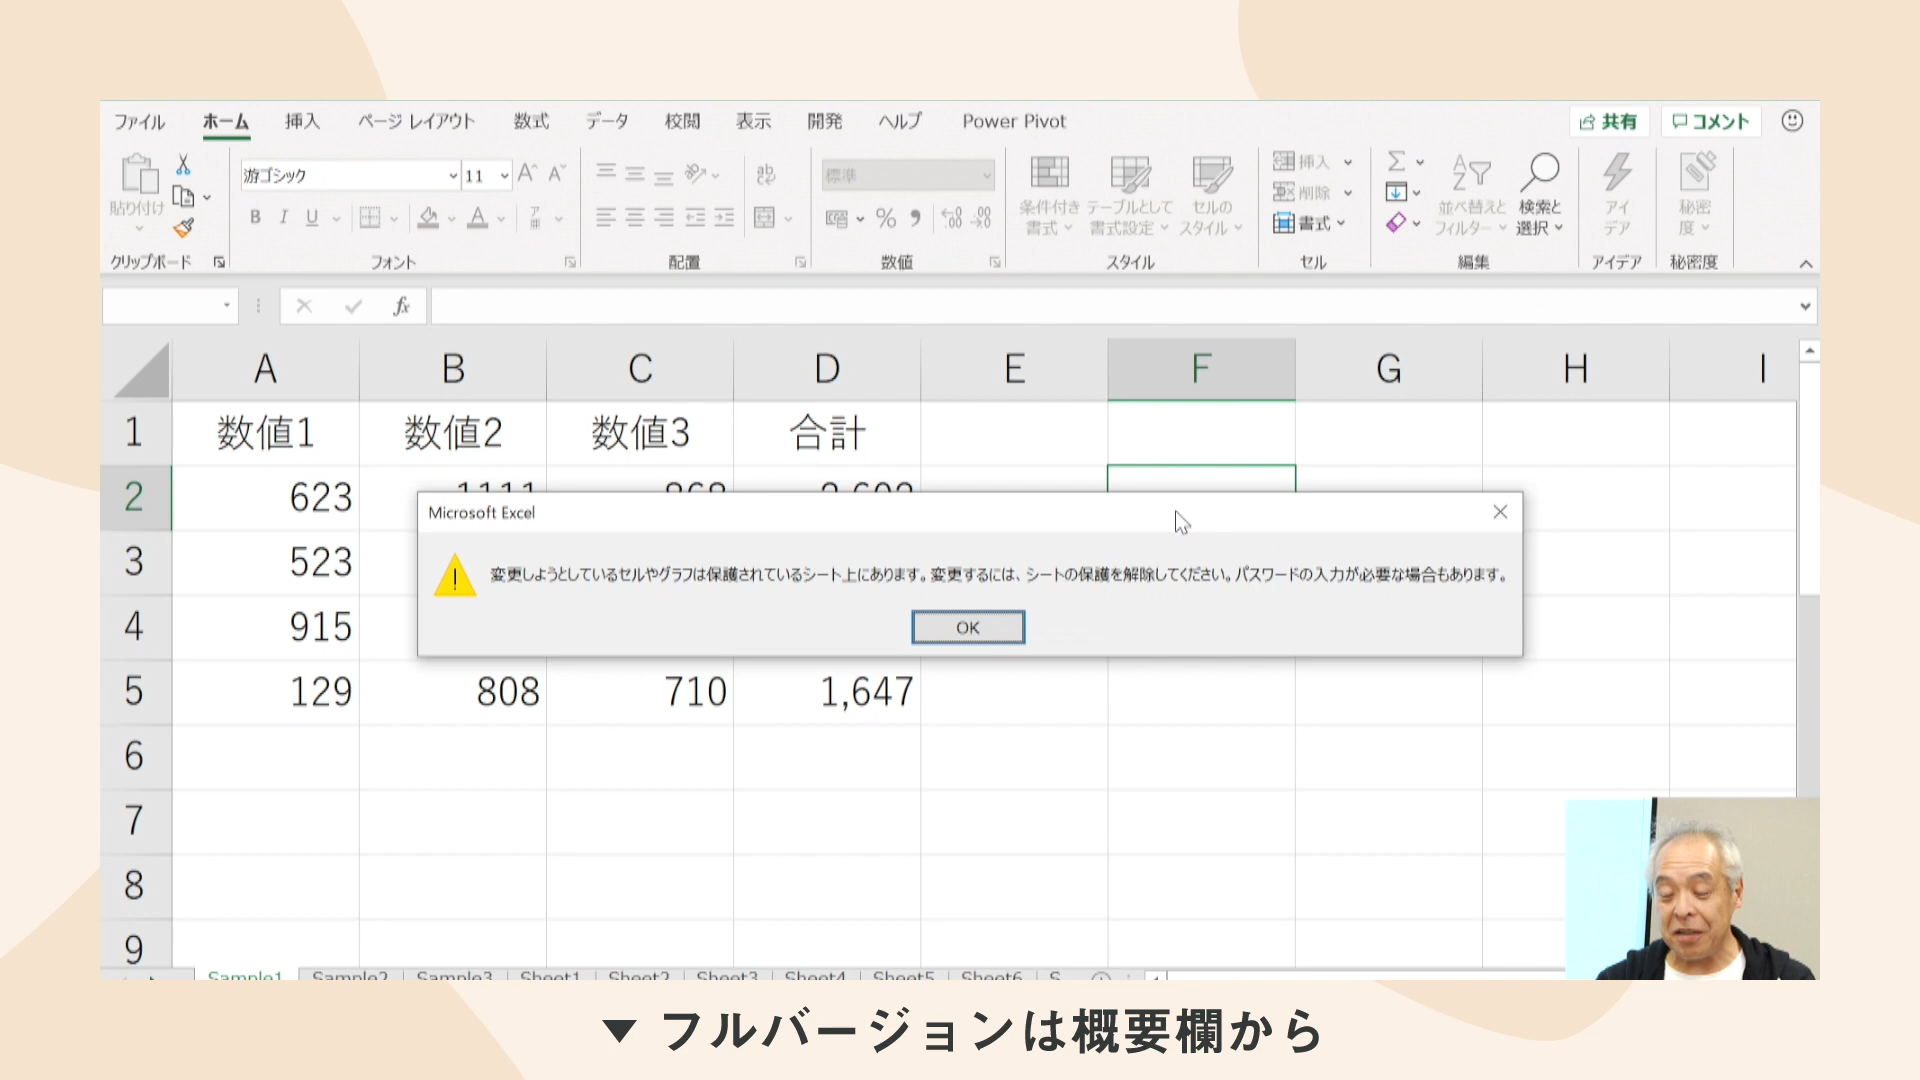 ファイル ホーム 挿入 ページ レイアウト 数式 データ 校閲 表示 開発 ヘルプ Power Pivot 共有 コメント
貼り付け 游ゴシック 11 標準 挿入 削除 書式
B I U
条件付き書式 テーブルとして書式設定 セルのスタイル 並べ替えとフィルター 検索と選択 アイデア 秘密度
クリップボード フォント 配置 数値 スタイル セル 編集 アイデア 秘密度
fx
A B C D E F G H I
1 数値1 数値2 数値3 合計
2 623 1111
3 523
4 915
5 129 808 710 1,647
6
7
8
9
Microsoft Excel
変更しようとしているセルやグラフは保護されているシート上にあります。変更するには、シートの保護を解除してください。パスワードの入力が必要な場合もあります。
OK
Sample1 Sample2 Sample3 Sheet1 Sheet2 Sheet3 Sheet4 Sheet5 Sheet6
▼ フルバージョンは概要欄から